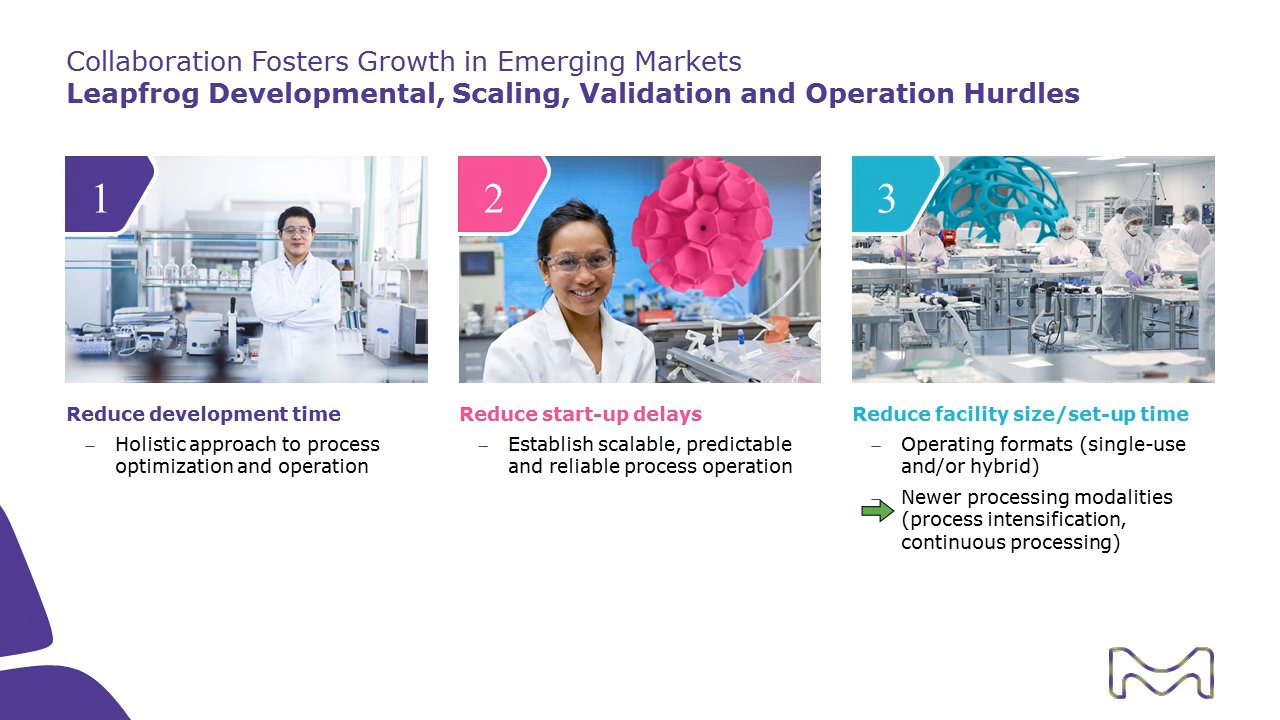 Collaboration Fosters Growth in Emerging Markets
Leapfrog Developmental, Scaling, Validation and Operation Hurdles
1
2
3
Reduce development time
– Holistic approach to process
optimization and operation
Reduce start-up delays
– Establish scalable, predictable
and reliable process operation
Reduce facility size/set-up time
– Operating formats (single-use
and/or hybrid)
– Newer processing modalities
(process intensification,
continuous processing)